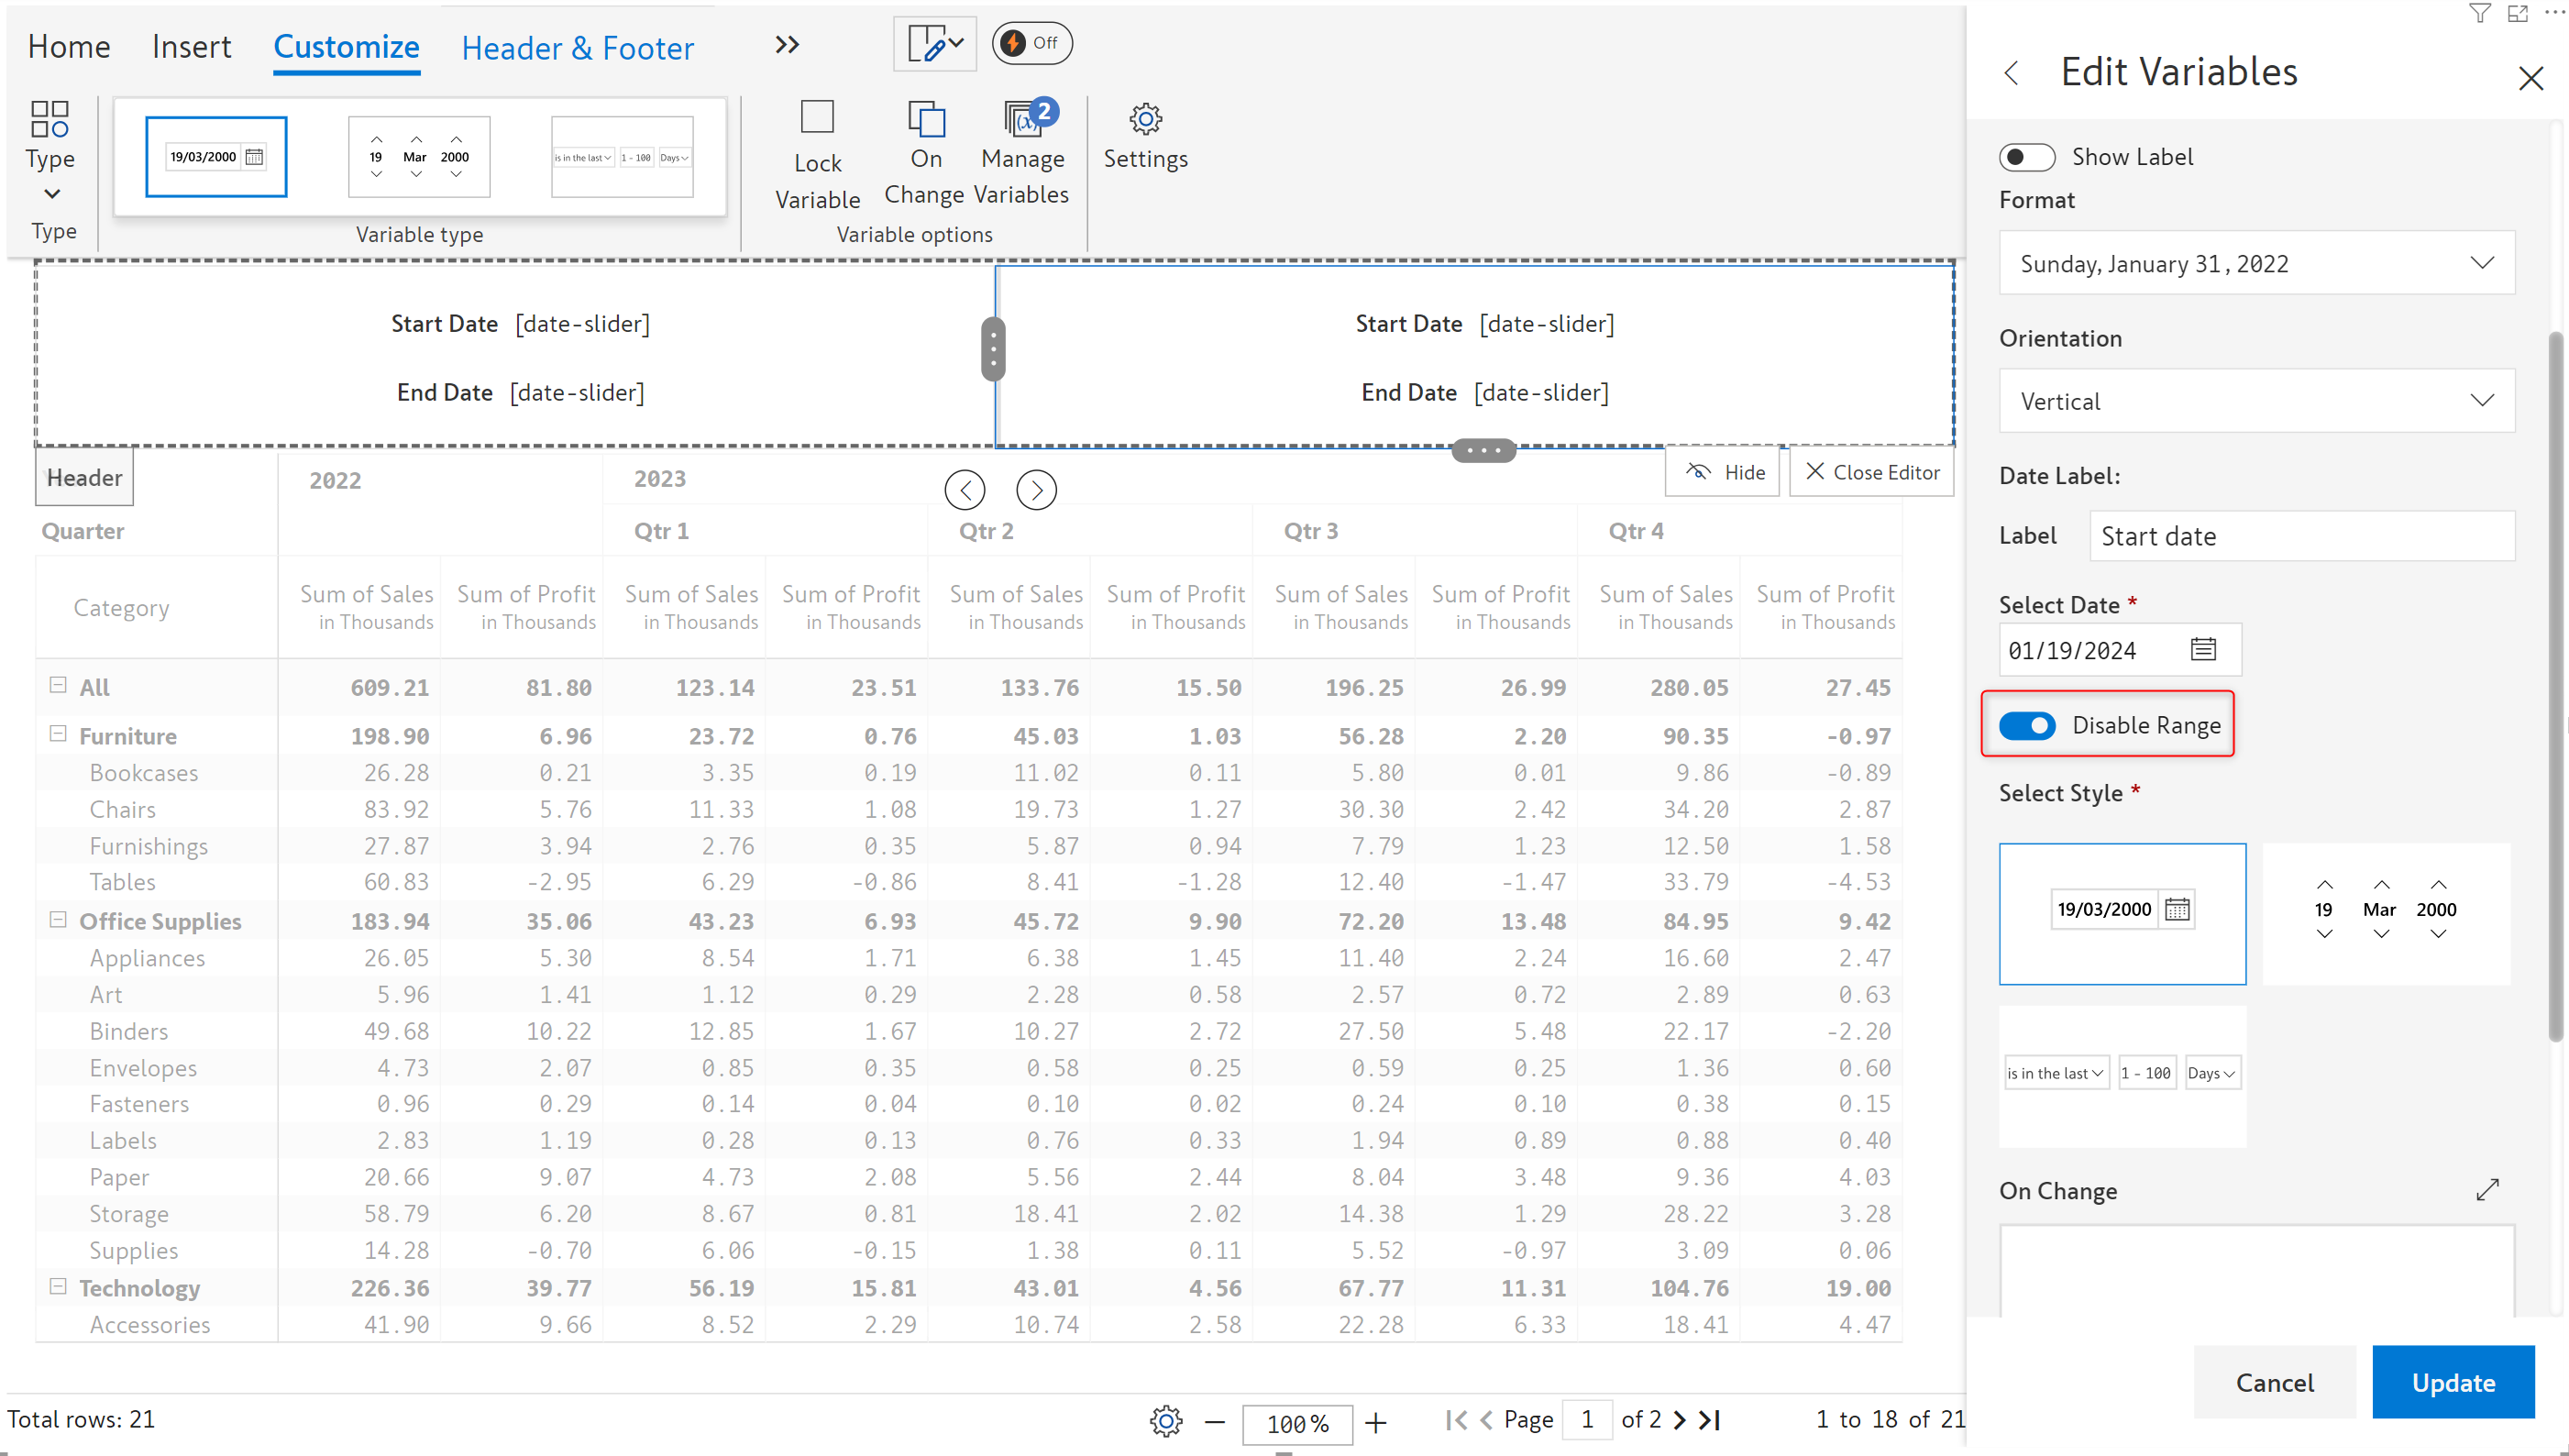 Home Insert Customize Header & Footer Off
Type
Type
19/03/2000
19 Mar 2000
is in the last 1 - 100 Days
Variable type
Lock Variable
On Change
Manage Variables
2
(x)
Variable options
Settings
Start Date [date-slider]
End Date [date-slider]
Start Date [date-slider]
End Date [date-slider]
Header
Hide
Close Editor
2022 2023
Quarter Qtr 1 Qtr 2 Qtr 3 Qtr 4
Category Sum of Sales Sum of Profit Sum of Sales Sum of Profit Sum of Sales Sum of Profit Sum of Sales Sum of Profit Sum of Sales Sum of Profit
in Thousands in Thousands in Thousands in Thousands in Thousands in Thousands in Thousands in Thousands in Thousands in Thousands
All 609.21 81.80 123.14 23.51 133.76 15.50 196.25 26.99 280.05 27.45
Furniture 198.90 6.96 23.72 0.76 45.03 1.03 56.28 2.20 90.35 -0.97
Bookcases 26.28 0.21 3.35 0.19 11.02 0.11 5.80 0.01 9.86 -0.89
Chairs 83.92 5.76 11.33 1.08 19.73 1.27 30.30 2.42 34.20 2.87
Furnishings 27.87 3.94 2.76 0.35 5.87 0.94 7.79 1.23 12.50 1.58
Tables 60.83 -2.95 6.29 -0.86 8.41 -1.28 12.40 -1.47 33.79 -4.53
Office Supplies 183.94 35.06 43.23 6.93 45.72 9.90 72.20 13.48 84.95 9.42
Appliances 26.05 5.30 8.54 1.71 6.38 1.45 11.40 2.24 16.60 2.47
Art 5.96 1.41 1.12 0.29 2.28 0.58 2.57 0.72 2.89 0.63
Binders 49.68 10.22 12.85 1.67 10.27 2.72 27.50 5.48 22.17 -2.20
Envelopes 4.73 2.07 0.85 0.35 0.58 0.25 0.59 0.25 1.36 0.60
Fasteners 0.96 0.29 0.14 0.04 0.10 0.02 0.24 0.10 0.38 0.15
Labels 2.83 1.19 0.28 0.13 0.76 0.33 1.94 0.89 0.88 0.40
Paper 20.66 9.07 4.73 2.08 5.56 2.44 8.04 3.48 9.36 4.03
Storage 58.79 6.20 8.67 0.81 18.41 2.02 14.38 1.29 28.22 3.28
Supplies 14.28 -0.70 6.06 -0.15 1.38 0.11 5.52 -0.97 3.09 0.06
Technology 226.36 39.77 56.19 15.81 43.01 4.56 67.77 11.31 104.76 19.00
Accessories 41.90 9.66 8.52 2.29 10.74 2.58 22.28 6.33 18.41 4.47
Total rows: 21
100%
Page 1 of 2
1 to 18 of 21
Edit Variables
Show Label
Format
Sunday, January 31, 2022
Orientation
Vertical
Date Label:
Label Start date
Select Date *
01/19/2024
Disable Range
Select Style *
19/03/2000
19 Mar 2000
is in the last 1 - 100 Days
On Change
Cancel Update